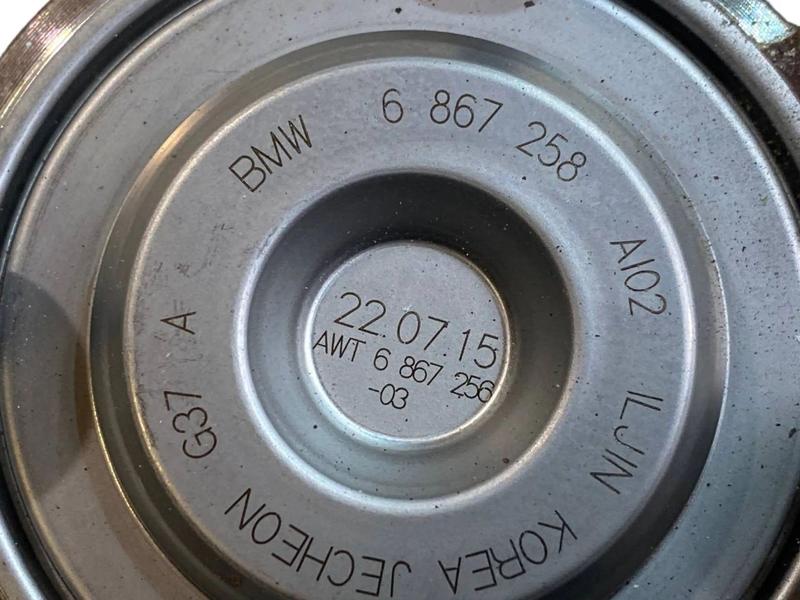 BMW 6 867 258 AI02 ILJIN KOREA JECHEON G37 A
22.07.15
AWT 6 867 256
-03